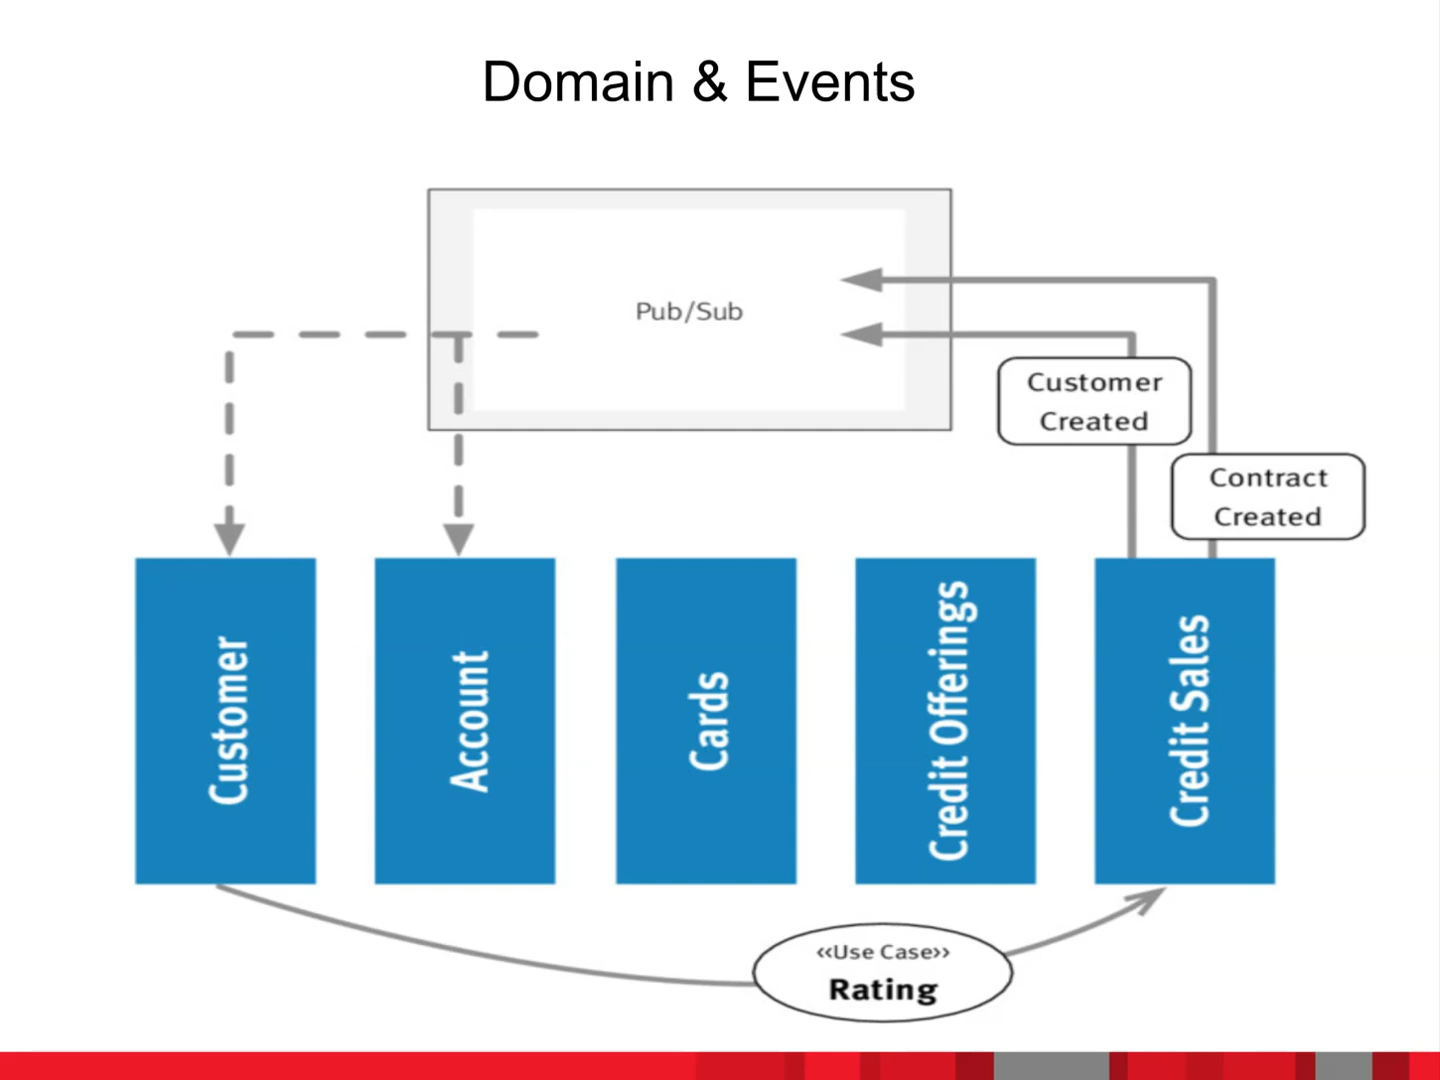 Domain & Events
Pub/Sub
Customer
Created
Contract
Created
Customer
Account
Cards
Credit Offerings
Credit Sales
‹‹Use Case››
Rating